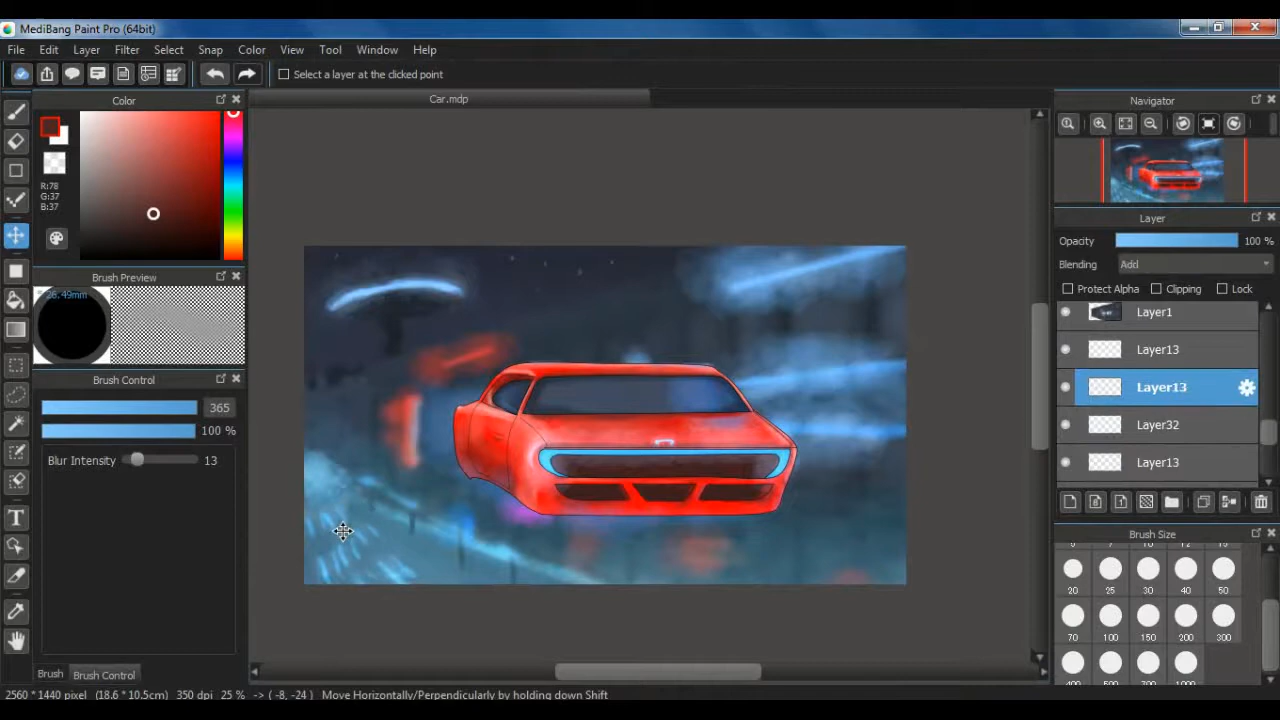 MediBang Paint Pro (64bit)
File Edit Layer Filter Select Snap Color View Tool Window Help
Select a layer at the clicked point
Color
Car.mdp
Navigator
R:78
G:37
B:37
Layer
Opacity 100 %
Blending Add
Brush Preview
26.49mm
Protect Alpha Clipping Lock
Layer1
Layer13
Layer13
Layer32
Layer13
Brush Control
365
100 %
Blur Intensity 13
Brush Size
20 25 30 40 50
70 100 150 200 300
Brush Brush Control
2560 * 1440 pixel (18.6 * 10.5cm) 350 dpi 25 % -> ( -8, -24 ) Move Horizontally/Perpendicularly by holding down Shift